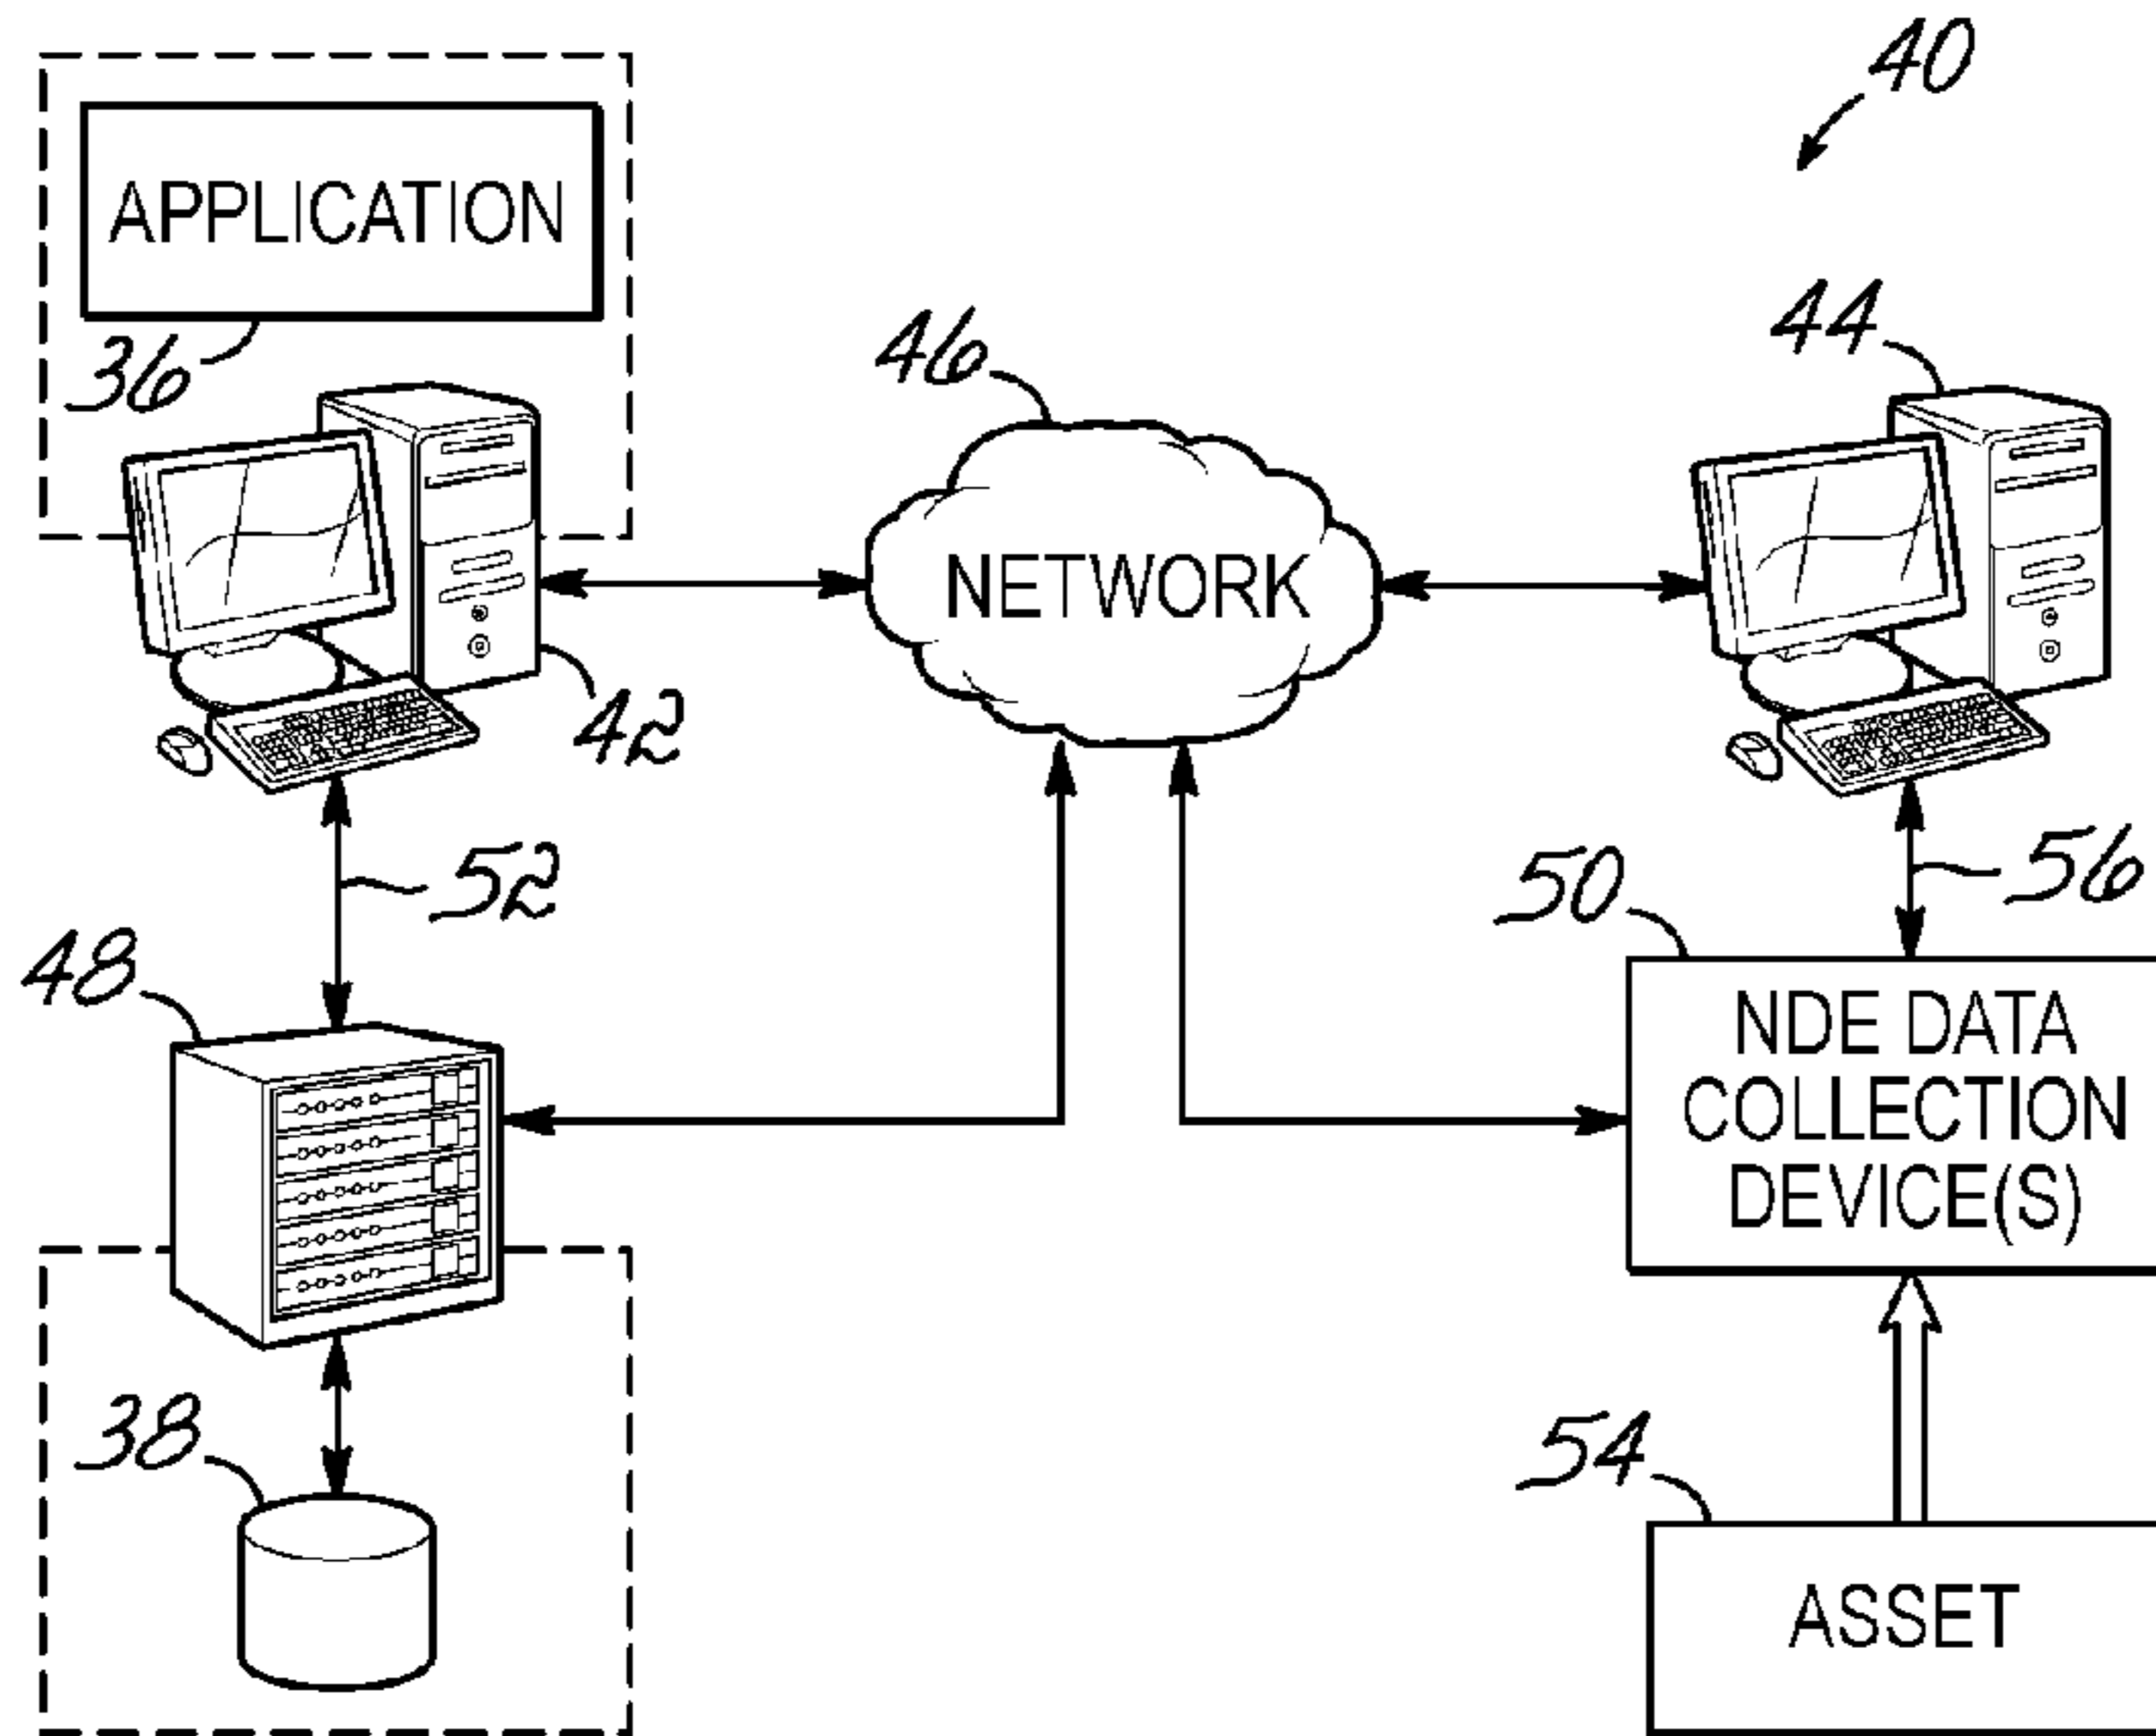 40
APPLICATION
36
46
44
NETWORK
42
52
56
50
48
NDE DATA
COLLECTION
DEVICE(S)
38
54
ASSET